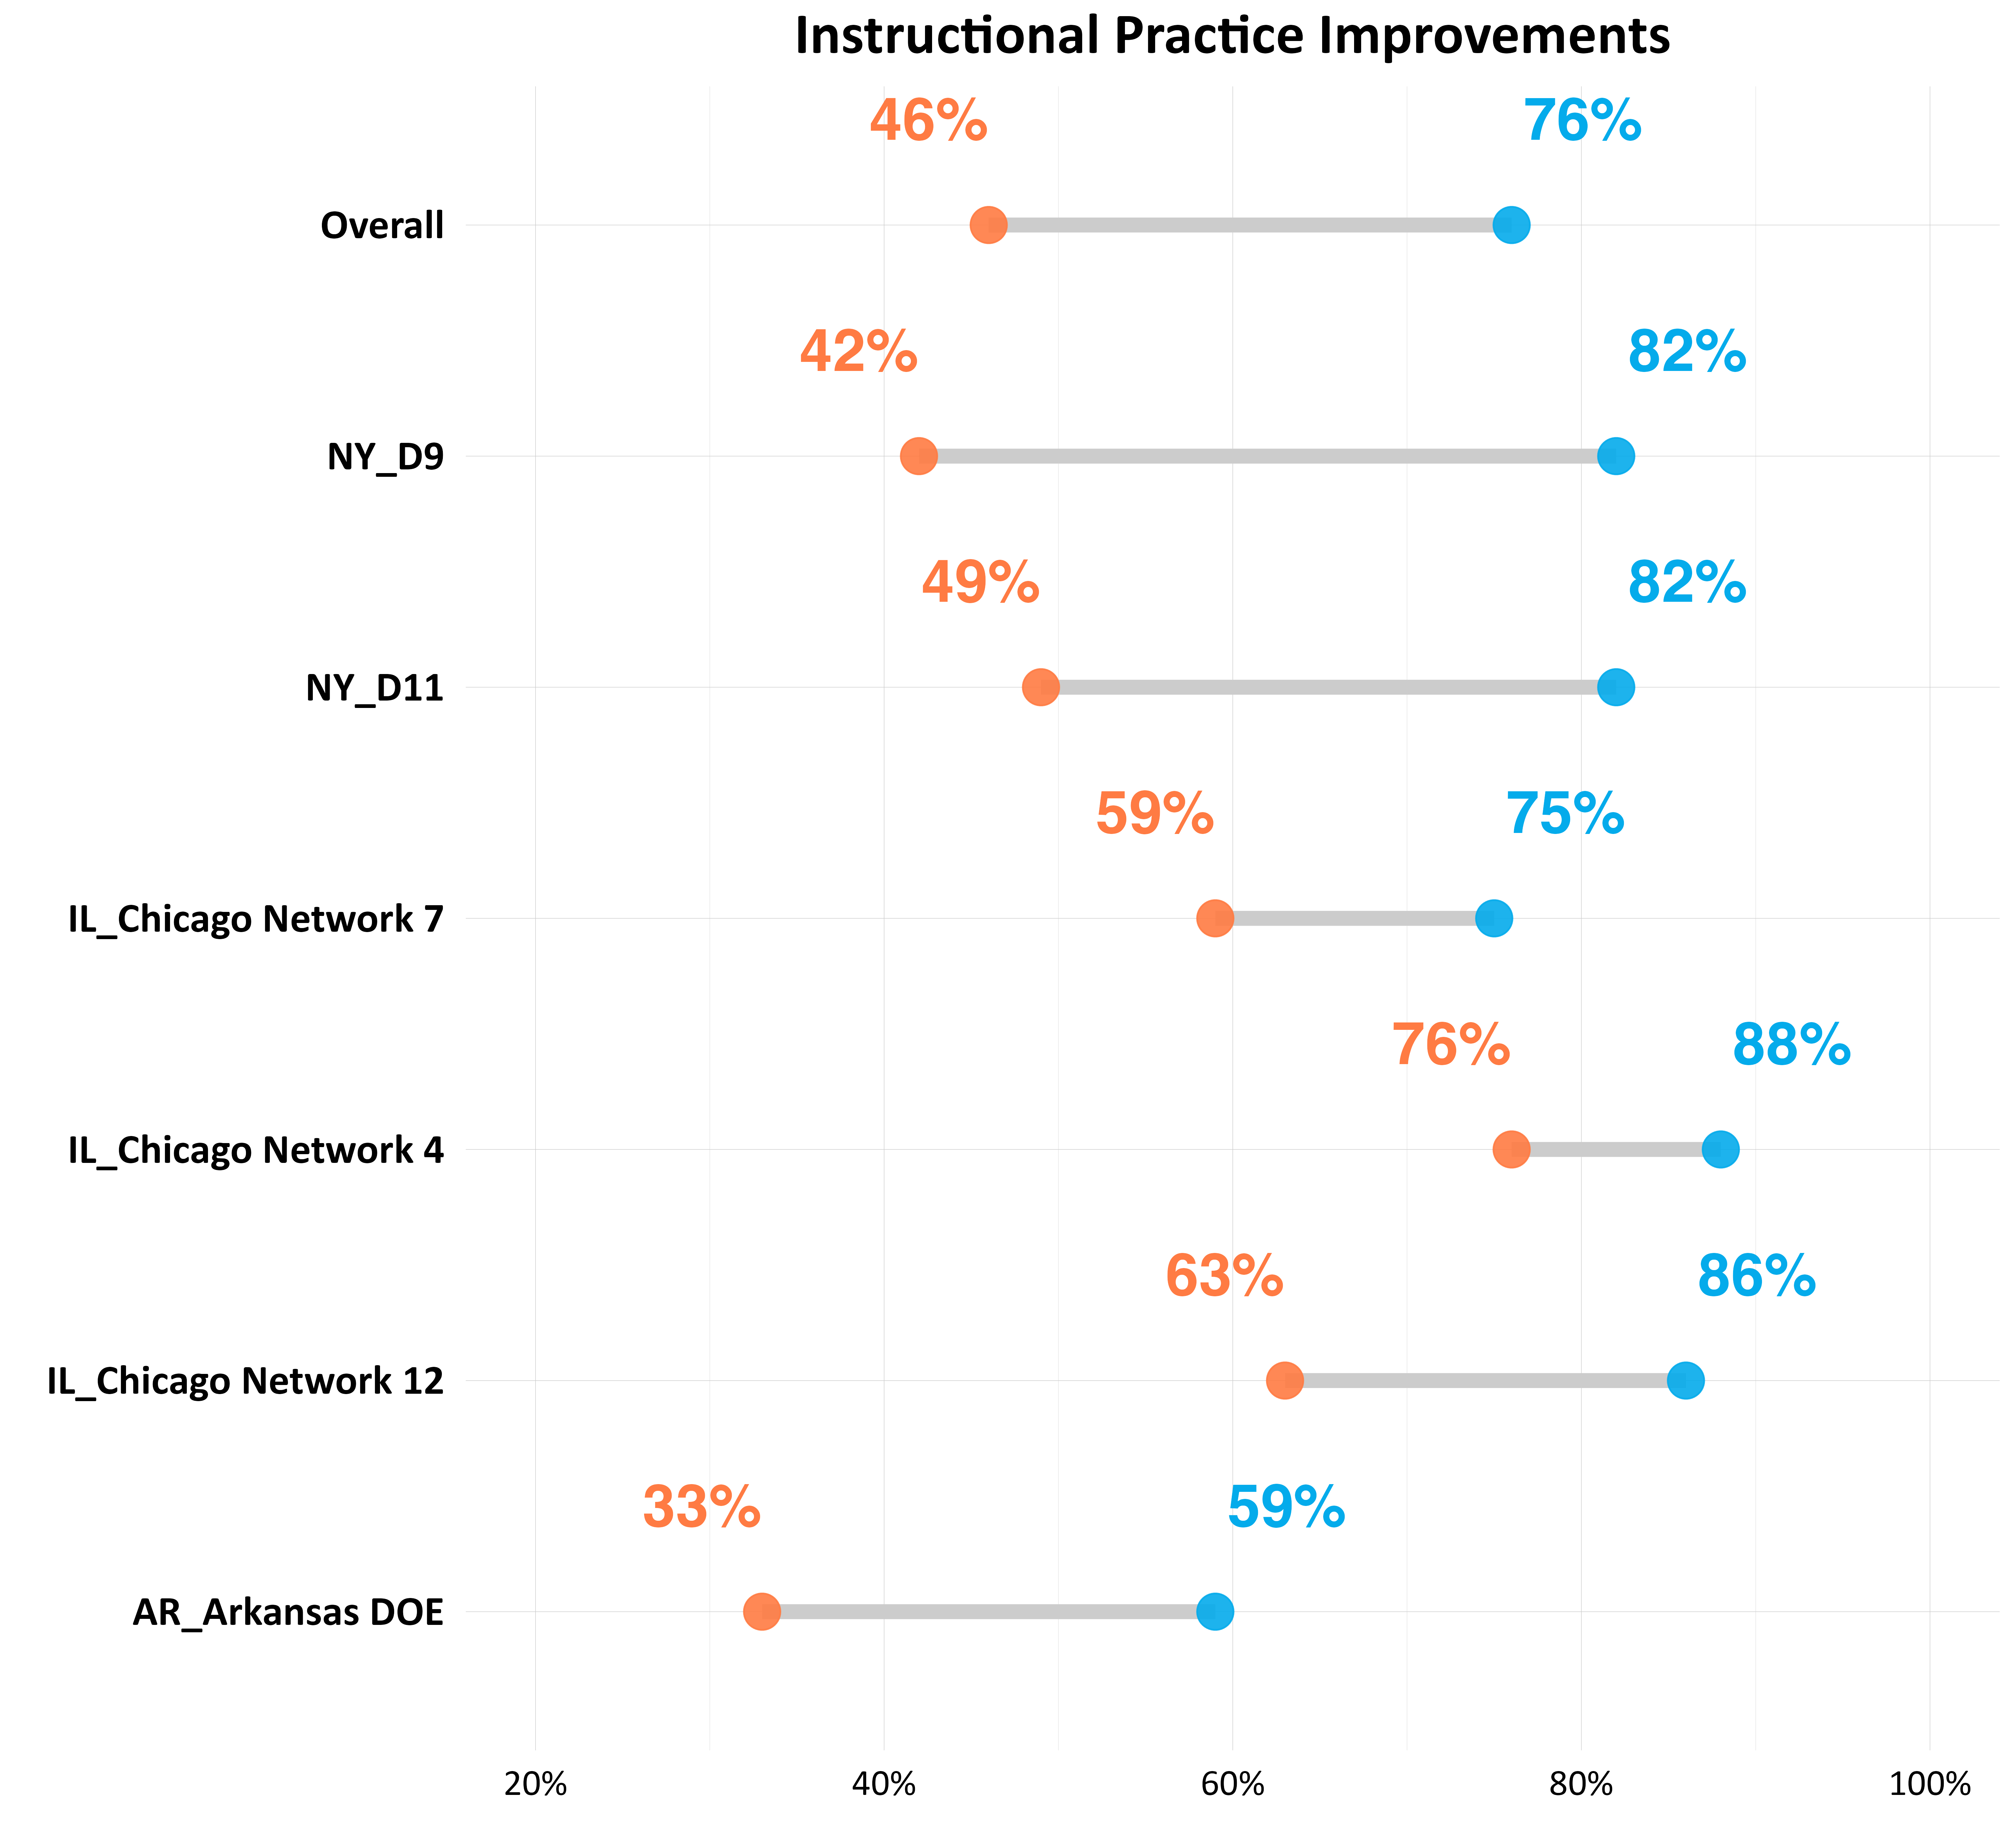 Instructional Practice Improvements
46% 76%
Overall
42% 82%
NY_D9
49% 82%
NY_D11
59% 75%
IL_Chicago Network 7
76% 88%
IL_Chicago Network 4
63% 86%
IL_Chicago Network 12
33% 59%
AR_Arkansas DOE
20% 40% 60% 80% 100%